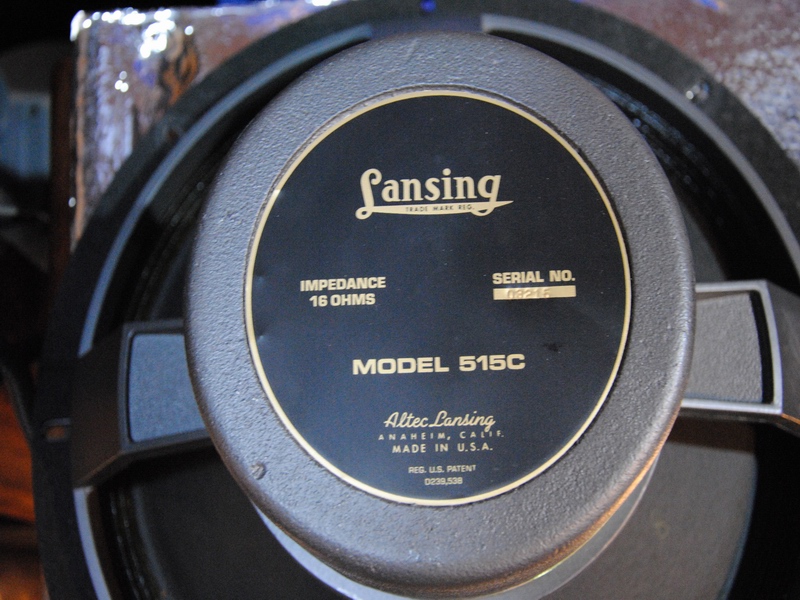 Lansing
TRADE MARK REG.
IMPEDANCE
16 OHMS
SERIAL NO.
MODEL 515C
Altec Lansing
ANAHEIM, CALIF.
MADE IN U.S.A.
REG. U.S. PATENT
D239,538